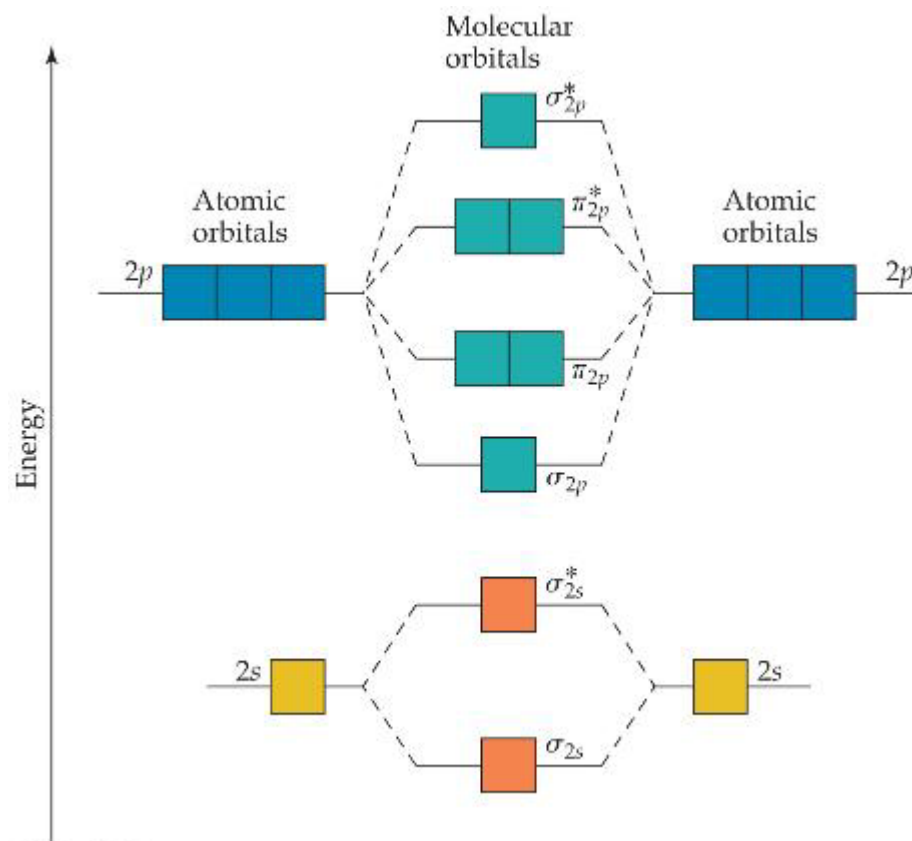 Molecular
orbitals
σ*2p
π*2p
Atomic
orbitals
Atomic
orbitals
2p
2p
π2p
Energy
σ2p
σ*2s
2s
2s
σ2s